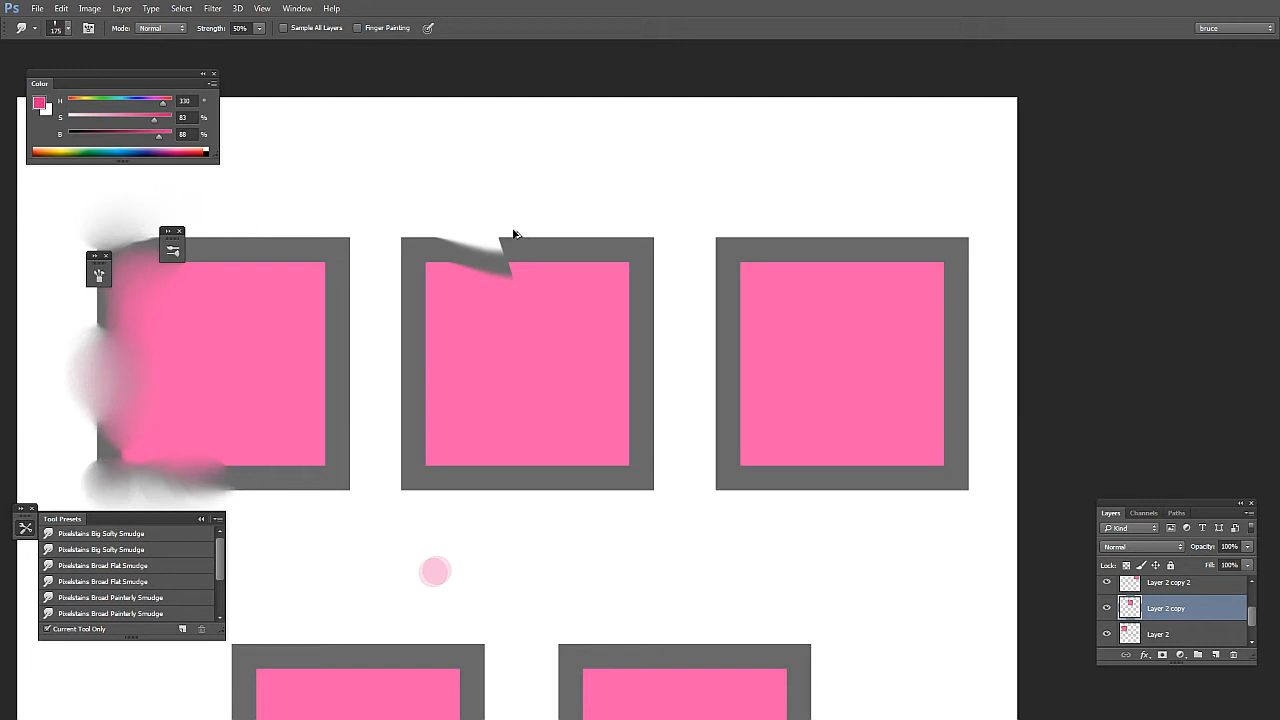 Ps File Edit Image Layer Type Select Filter 3D View Window Help
175 Mode: Normal Strength: 50% Sample All Layers Finger Painting bruce
Color
H 330 °
S 83 %
B 88 %
Tool Presets
Pixelstains Big Softy Smudge
Pixelstains Big Softy Smudge
Pixelstains Broad Flat Smudge
Pixelstains Broad Flat Smudge
Pixelstains Broad Painterly Smudge
Pixelstains Broad Painterly Smudge
Current Tool Only
Layers Channels Paths
Kind
Normal Opacity: 100%
Lock: Fill: 100%
Layer 2 copy 2
Layer 2 copy
Layer 2
fx